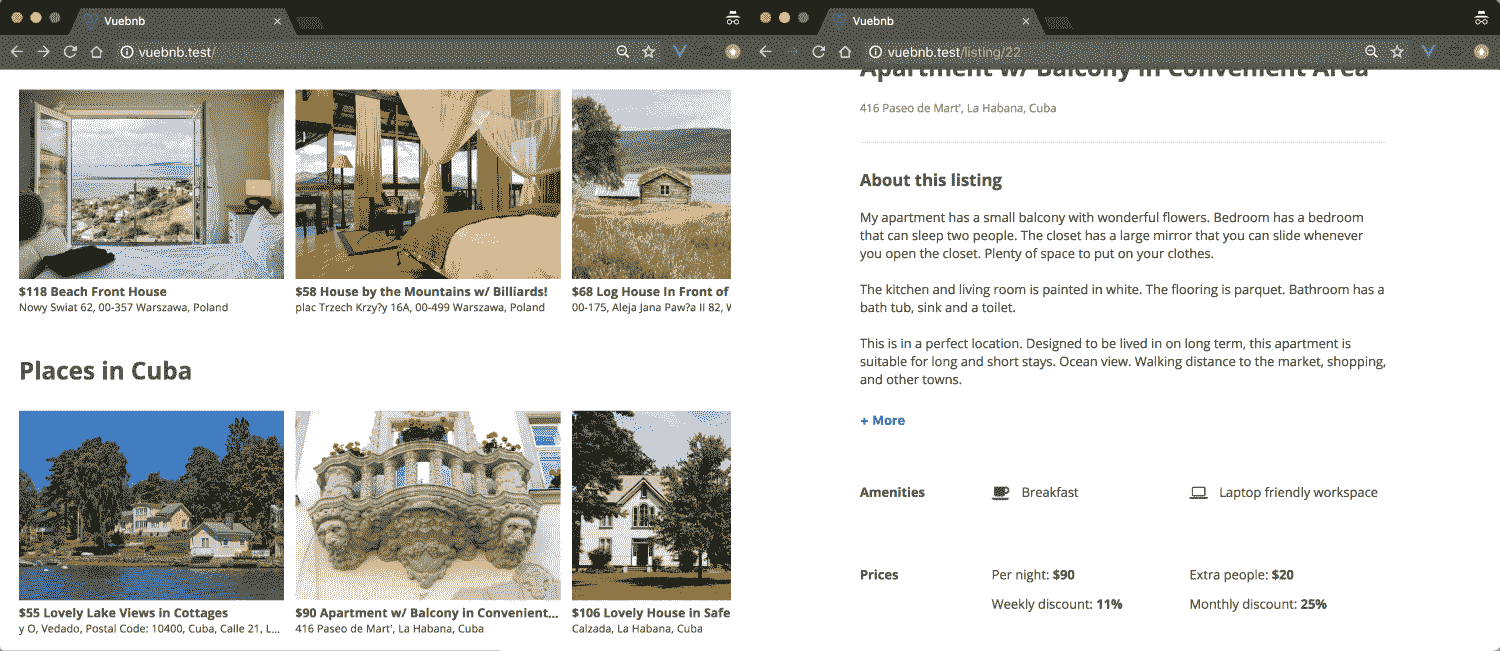 Vuebnb
vuebnb.test/
$118 Beach Front House
Nowy Swiat 62, 00-357 Warszawa, Poland
$58 House by the Mountains w/ Billiards!
plac Trzech Krzy?y 16A, 00-499 Warszawa, Poland
$68 Log House In Front of
00-175, Aleja Jana Paw?a II 82, W
Places in Cuba
$55 Lovely Lake Views in Cottages
y O, Vedado, Postal Code: 10400, Cuba, Calle 21, L...
$90 Apartment w/ Balcony in Convenient...
416 Paseo de Mart', La Habana, Cuba
$106 Lovely House in Safe
Calzada, La Habana, Cuba
Vuebnb
vuebnb.test/listing/22
Apartment w/ Balcony in Convenient Area
416 Paseo de Mart', La Habana, Cuba
About this listing
My apartment has a small balcony with wonderful flowers. Bedroom has a bedroom
that can sleep two people. The closet has a large mirror that you can slide whenever
you open the closet. Plenty of space to put on your clothes.
The kitchen and living room is painted in white. The flooring is parquet. Bathroom has a
bath tub, sink and a toilet.
This is in a perfect location. Designed to be lived in on long term, this apartment is
suitable for long and short stays. Ocean view. Walking distance to the market, shopping,
and other towns.
+ More
Amenities
Breakfast
Laptop friendly workspace
Prices
Per night: $90
Extra people: $20
Weekly discount: 11%
Monthly discount: 25%